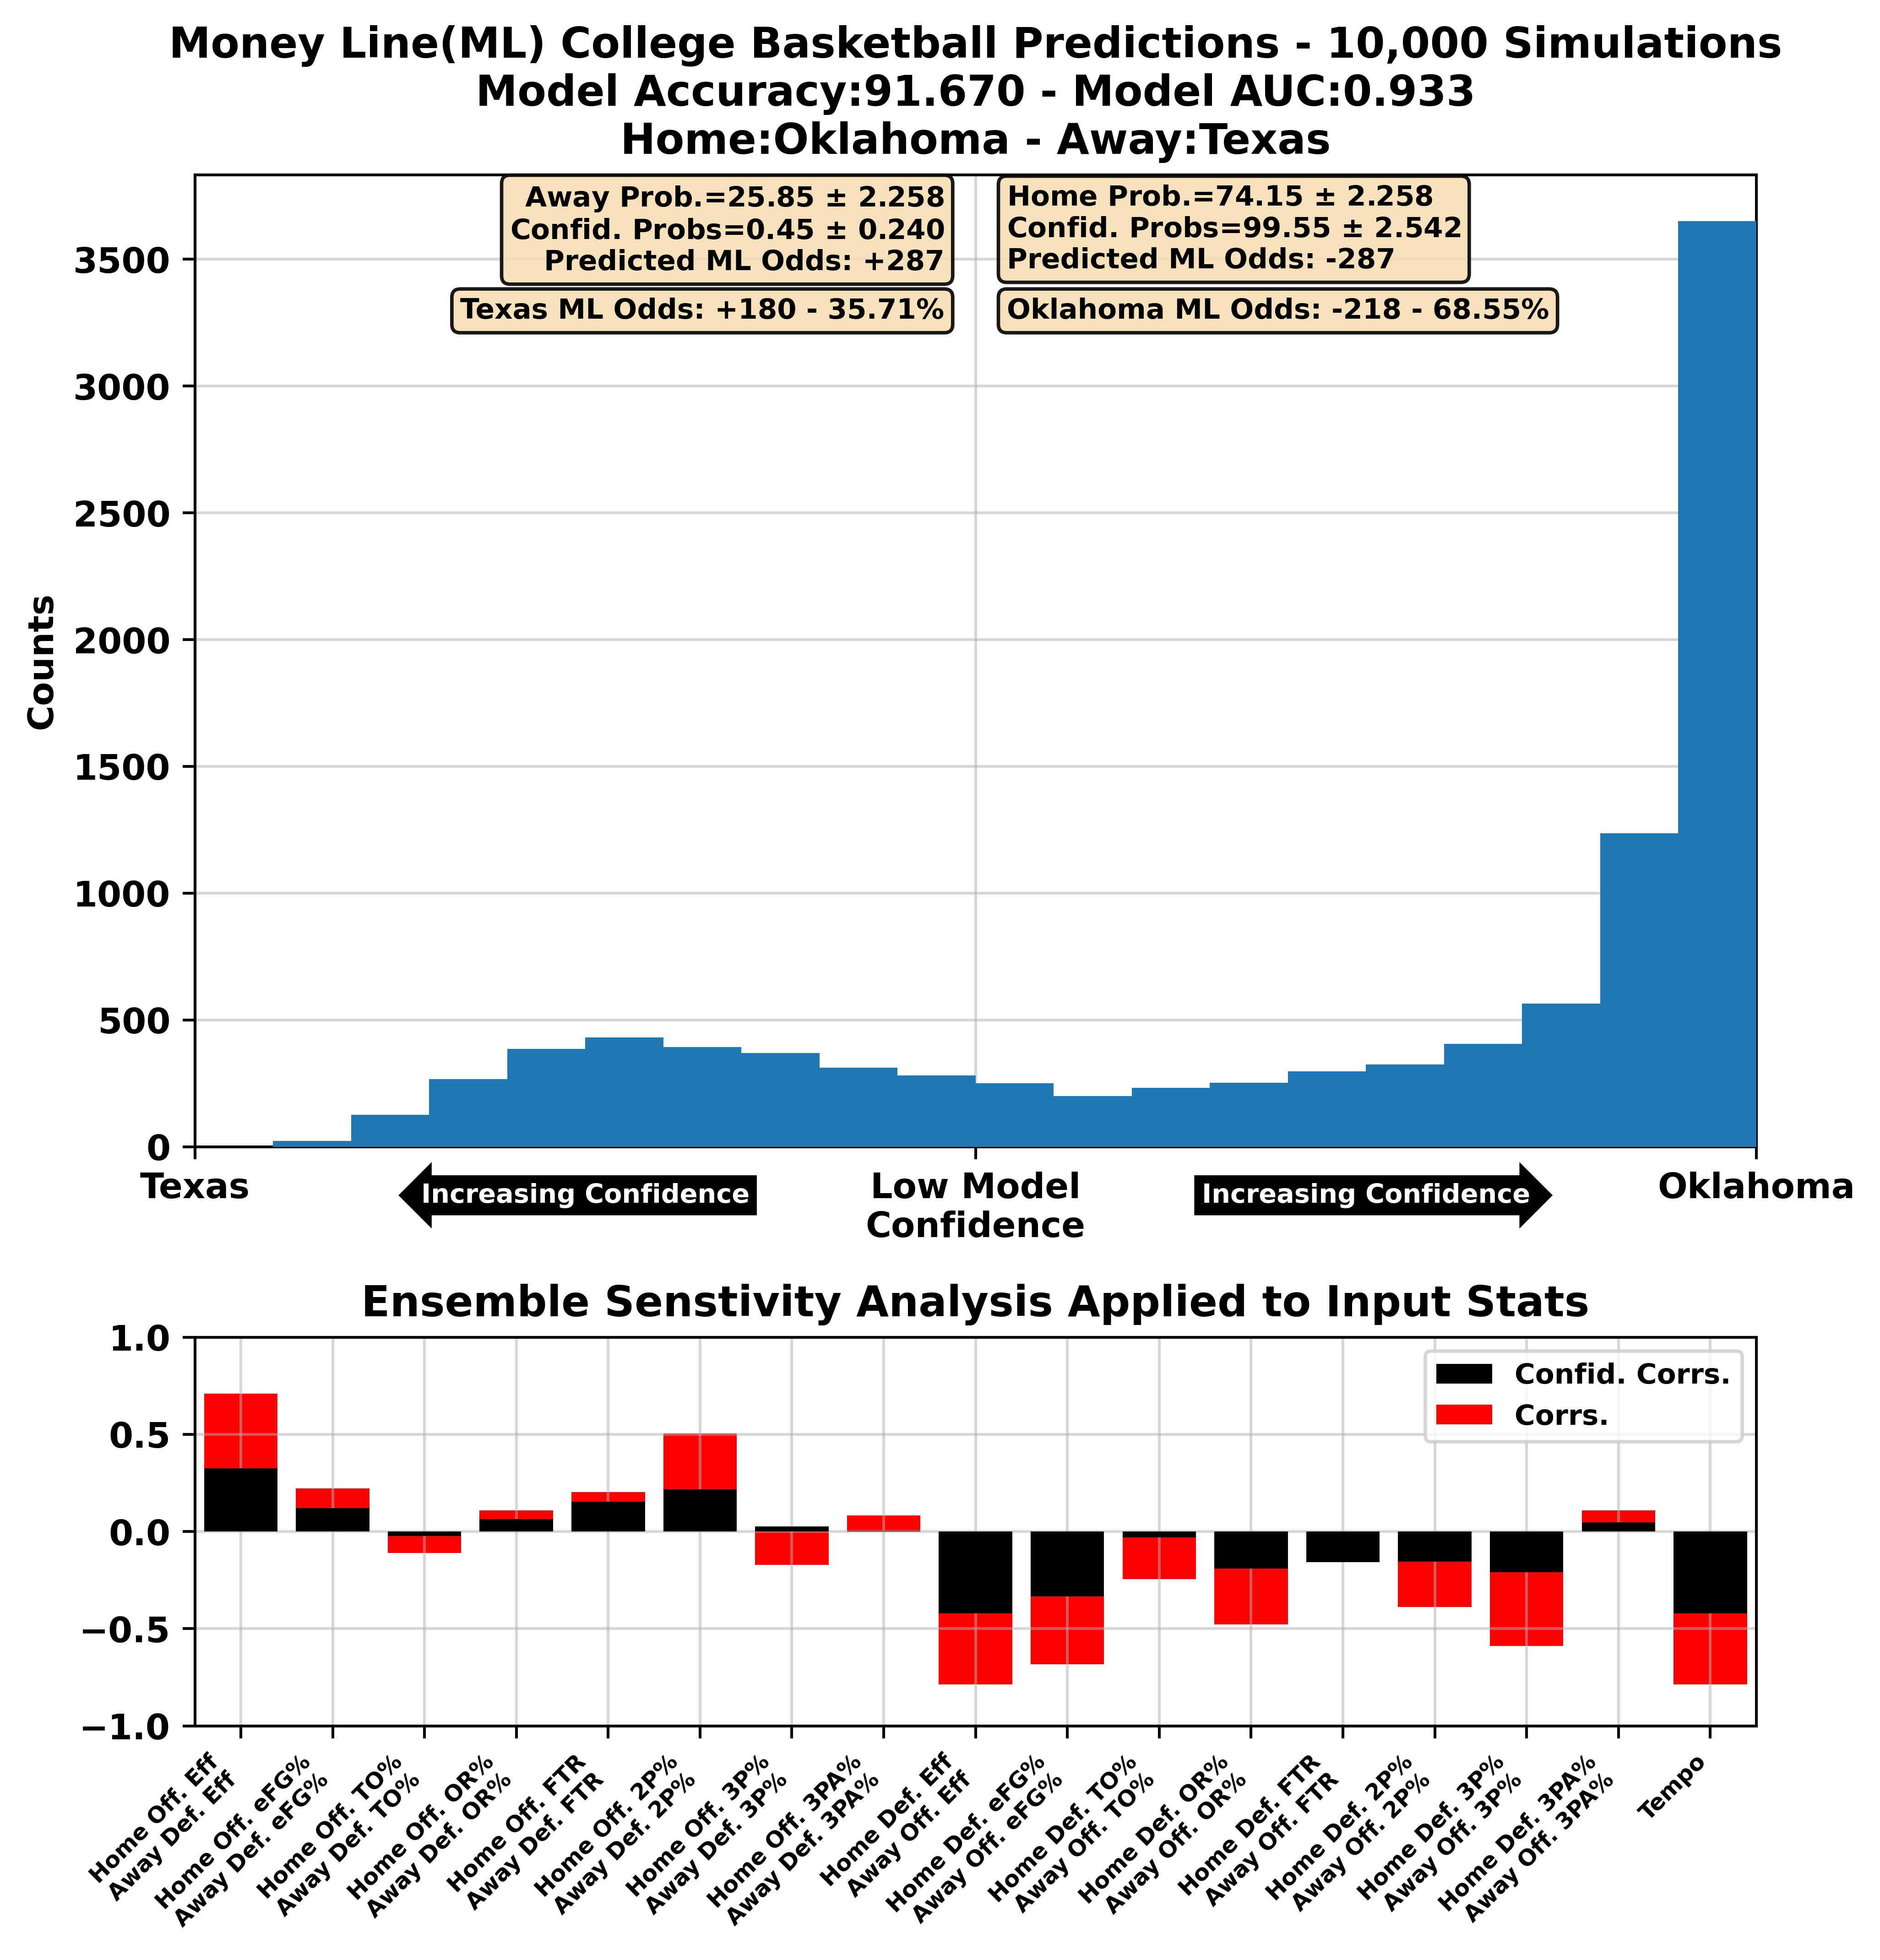 Money Line(ML) College Basketball Predictions - 10,000 Simulations
Model Accuracy:91.670 - Model AUC:0.933
Home:Oklahoma - Away:Texas
Away Prob.=25.85 ± 2.258
Confid. Probs=0.45 ± 0.240
Predicted ML Odds: +287
Texas ML Odds: +180 - 35.71%
Home Prob.=74.15 ± 2.258
Confid. Probs=99.55 ± 2.542
Predicted ML Odds: -287
Oklahoma ML Odds: -218 - 68.55%
Counts
3500
3000
2500
2000
1500
1000
500
0
Texas
Increasing Confidence
Low Model
Confidence
Increasing Confidence
Oklahoma
Ensemble Senstivity Analysis Applied to Input Stats
1.0
0.5
0.0
−0.5
−1.0
Confid. Corrs.
Corrs.
Home Off. Eff
Away Def. Eff
Home Off. eFG%
Away Def. eFG%
Home Off. TO%
Away Def. TO%
Home Off. OR%
Away Def. OR%
Home Off. FTR
Away Def. FTR
Home Off. 2P%
Away Def. 2P%
Home Off. 3P%
Away Def. 3P%
Home Off. 3PA%
Away Def. 3PA%
Home Def. Eff
Away Off. Eff
Home Def. eFG%
Away Off. eFG%
Home Def. TO%
Away Off. TO%
Home Def. OR%
Away Off. OR%
Home Def. FTR
Away Off. FTR
Home Def. 2P%
Away Off. 2P%
Home Def. 3P%
Away Off. 3P%
Home Def. 3PA%
Away Off. 3PA%
Tempo